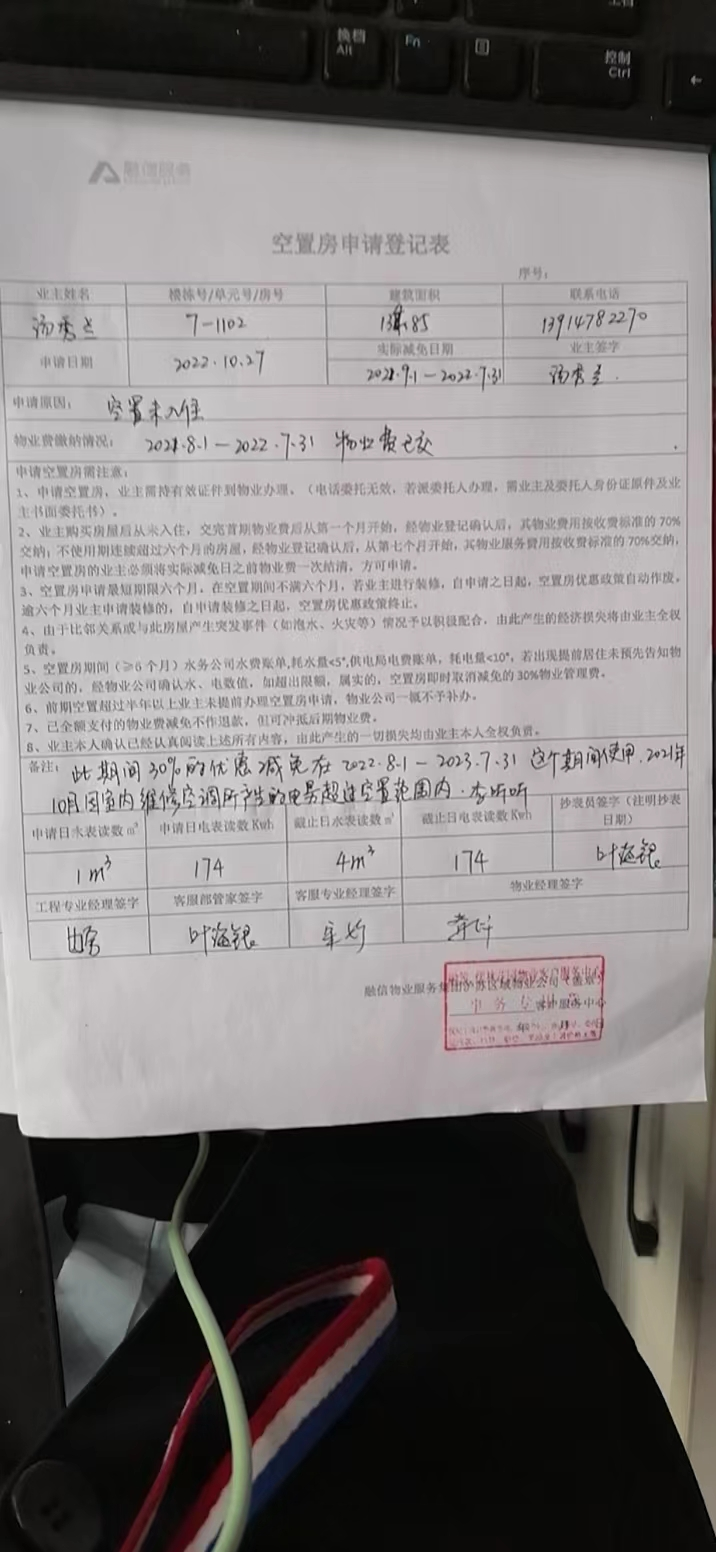 换档
Alt
Fn
控制
Ctrl
融信服务
空置房申请登记表
序号：
业主姓名 楼栋号/单元号/房号 建筑面积 联系电话
汤秀兰 7-1102 85 13914782270
申请日期 2022.10.27 实际减免日期 业主签字
2021.9.1-2022.7.31 汤秀兰.
申请原因： 空置未入住
物业费缴纳情况： 2021.8.1-2022.7.31 物业费已交
申请空置房需注意：
1、申请空置房，业主需持有效证件到物业办理、（电话委托无效，若派委托人办理，需业主及委托人身份证原件及业
主书面委托书）。
2、业主购买房屋后从未入住，交完首期物业费后从第一个月开始，经物业登记确认后，其物业费用按收费标准的 70%
交纳；不使用期连续超过六个月的房屋，经物业登记确认后，从第七个月开始，其物业服务费用按收费标准的70%交纳，
申请空置房的业主必须将实际减免日之前物业费一次结清，方可申请。
3、空置房申请最短期限六个月，在空置期间不满六个月，若业主进行装修，自申请之日起，空置房优惠政策自动作废，
逾六个月业主申请装修的，自申请装修之日起，空置房优惠政策终止。
4、由于比邻关系或与此房屋产生突发事件（如泡水、火灾等）情况予以积极配合，由此产生的经济损失将由业主全权
负责。
5、空置房期间（≥6 个月）水务公司水费账单,耗水量<5°,供电局电费账单，耗电量<10°，若出现提前居住未预先告知物
业公司的，经物业公司确认水、电数值，如超出限额，属实的，空置房即时取消减免的 30%物业管理费。
6、前期空置超过半年以上业主未提前办理空置房申请，物业公司一概不予补办。
7、已全额支付的物业费减免不作退款，但可冲抵后期物业费。
8、业主本人确认已经认真阅读上述所有内容，由此产生的一切损失均由业主本人全权负责。
备注： 此期间30%的优惠减免在2022.8.1-2023.7.31这个期间使用.2021年
10月因室内维修空调所产生的电号超过空置范围内.
申请日水表读数 m³ 申请日电表读数 Kwh 截止日水表读数 m³ 截止日电表读数 Kwh 抄表员签字（注明抄表
日期）
1m³ 174 4m³ 174 叶海银
工程专业经理签字 客服部管家签字 客服专业经理签字 物业经理签字
叶海银
融信物业服务集团 区域物业公司（盖章）
客户服务中心